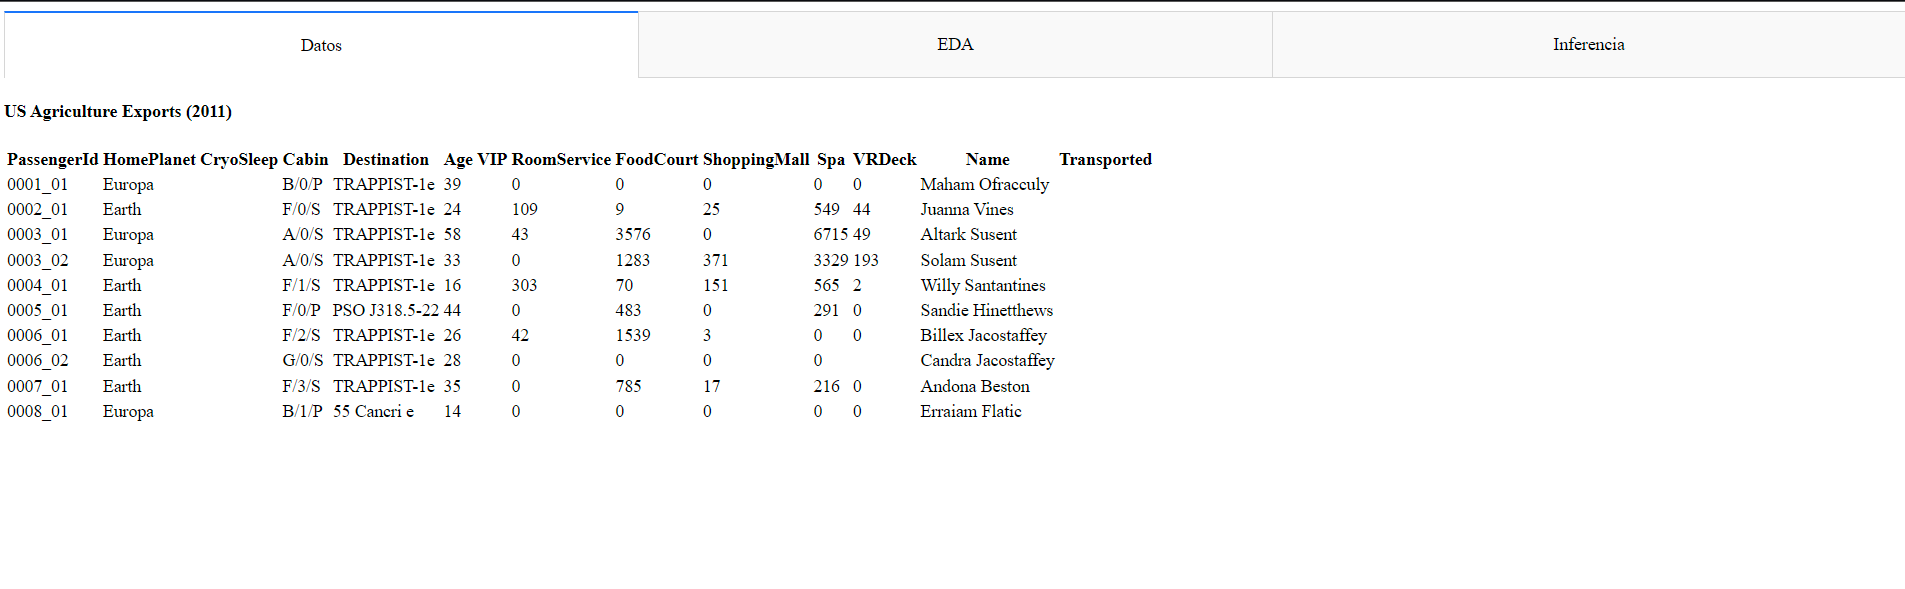 Datos EDA Inferencia
US Agriculture Exports (2011)
PassengerId HomePlanet CryoSleep Cabin Destination Age VIP RoomService FoodCourt ShoppingMall Spa VRDeck Name Transported
0001_01 Europa B/0/P TRAPPIST-1e 39 0 0 0 0 0 Maham Ofracculy
0002_01 Earth F/0/S TRAPPIST-1e 24 109 9 25 549 44 Juanna Vines
0003_01 Europa A/0/S TRAPPIST-1e 58 43 3576 0 6715 49 Altark Susent
0003_02 Europa A/0/S TRAPPIST-1e 33 0 1283 371 3329 193 Solam Susent
0004_01 Earth F/1/S TRAPPIST-1e 16 303 70 151 565 2 Willy Santantines
0005_01 Earth F/0/P PSO J318.5-22 44 0 483 0 291 0 Sandie Hinetthews
0006_01 Earth F/2/S TRAPPIST-1e 26 42 1539 3 0 0 Billex Jacostaffey
0006_02 Earth G/0/S TRAPPIST-1e 28 0 0 0 0 Candra Jacostaffey
0007_01 Earth F/3/S TRAPPIST-1e 35 0 785 17 216 0 Andona Beston
0008_01 Europa B/1/P 55 Cancri e 14 0 0 0 0 0 Erraiam Flatic